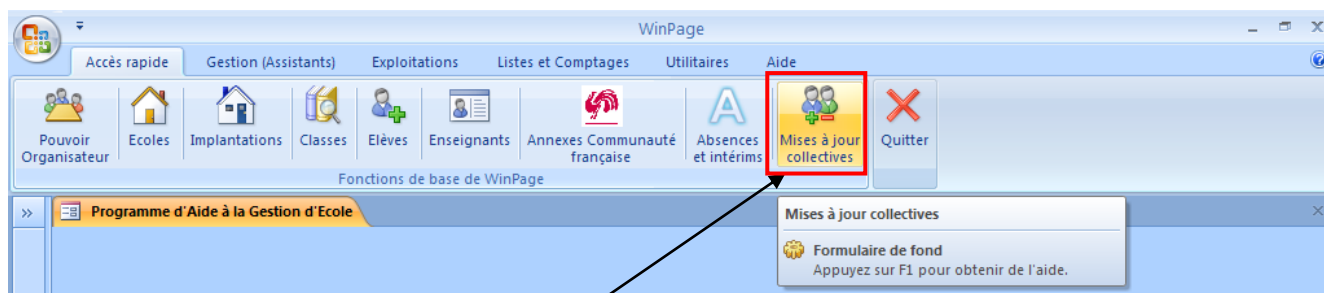 WinPage
Accès rapide Gestion (Assistants) Exploitations Listes et Comptages Utilitaires Aide
Pouvoir Organisateur
Ecoles
Implantations
Classes
Elèves
Enseignants
Annexes Communauté française
Absences et intérims
Mises à jour collectives
Quitter
Fonctions de base de WinPage
Programme d'Aide à la Gestion d'Ecole
Mises à jour collectives
Formulaire de fond
Appuyez sur F1 pour obtenir de l'aide.